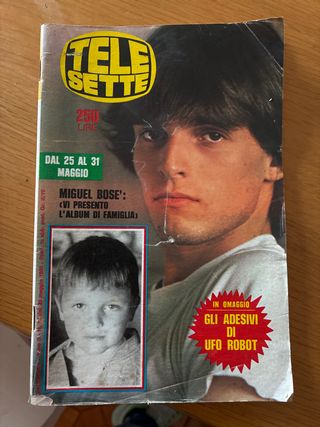 TELE
SETTE
250
LIRE
DAL 25 AL 31
MAGGIO
MIGUEL BOSE':
«VI PRESENTO
L'ALBUM DI FAMIGLIA»
IN OMAGGIO
GLI ADESIVI
DI
UFO ROBOT